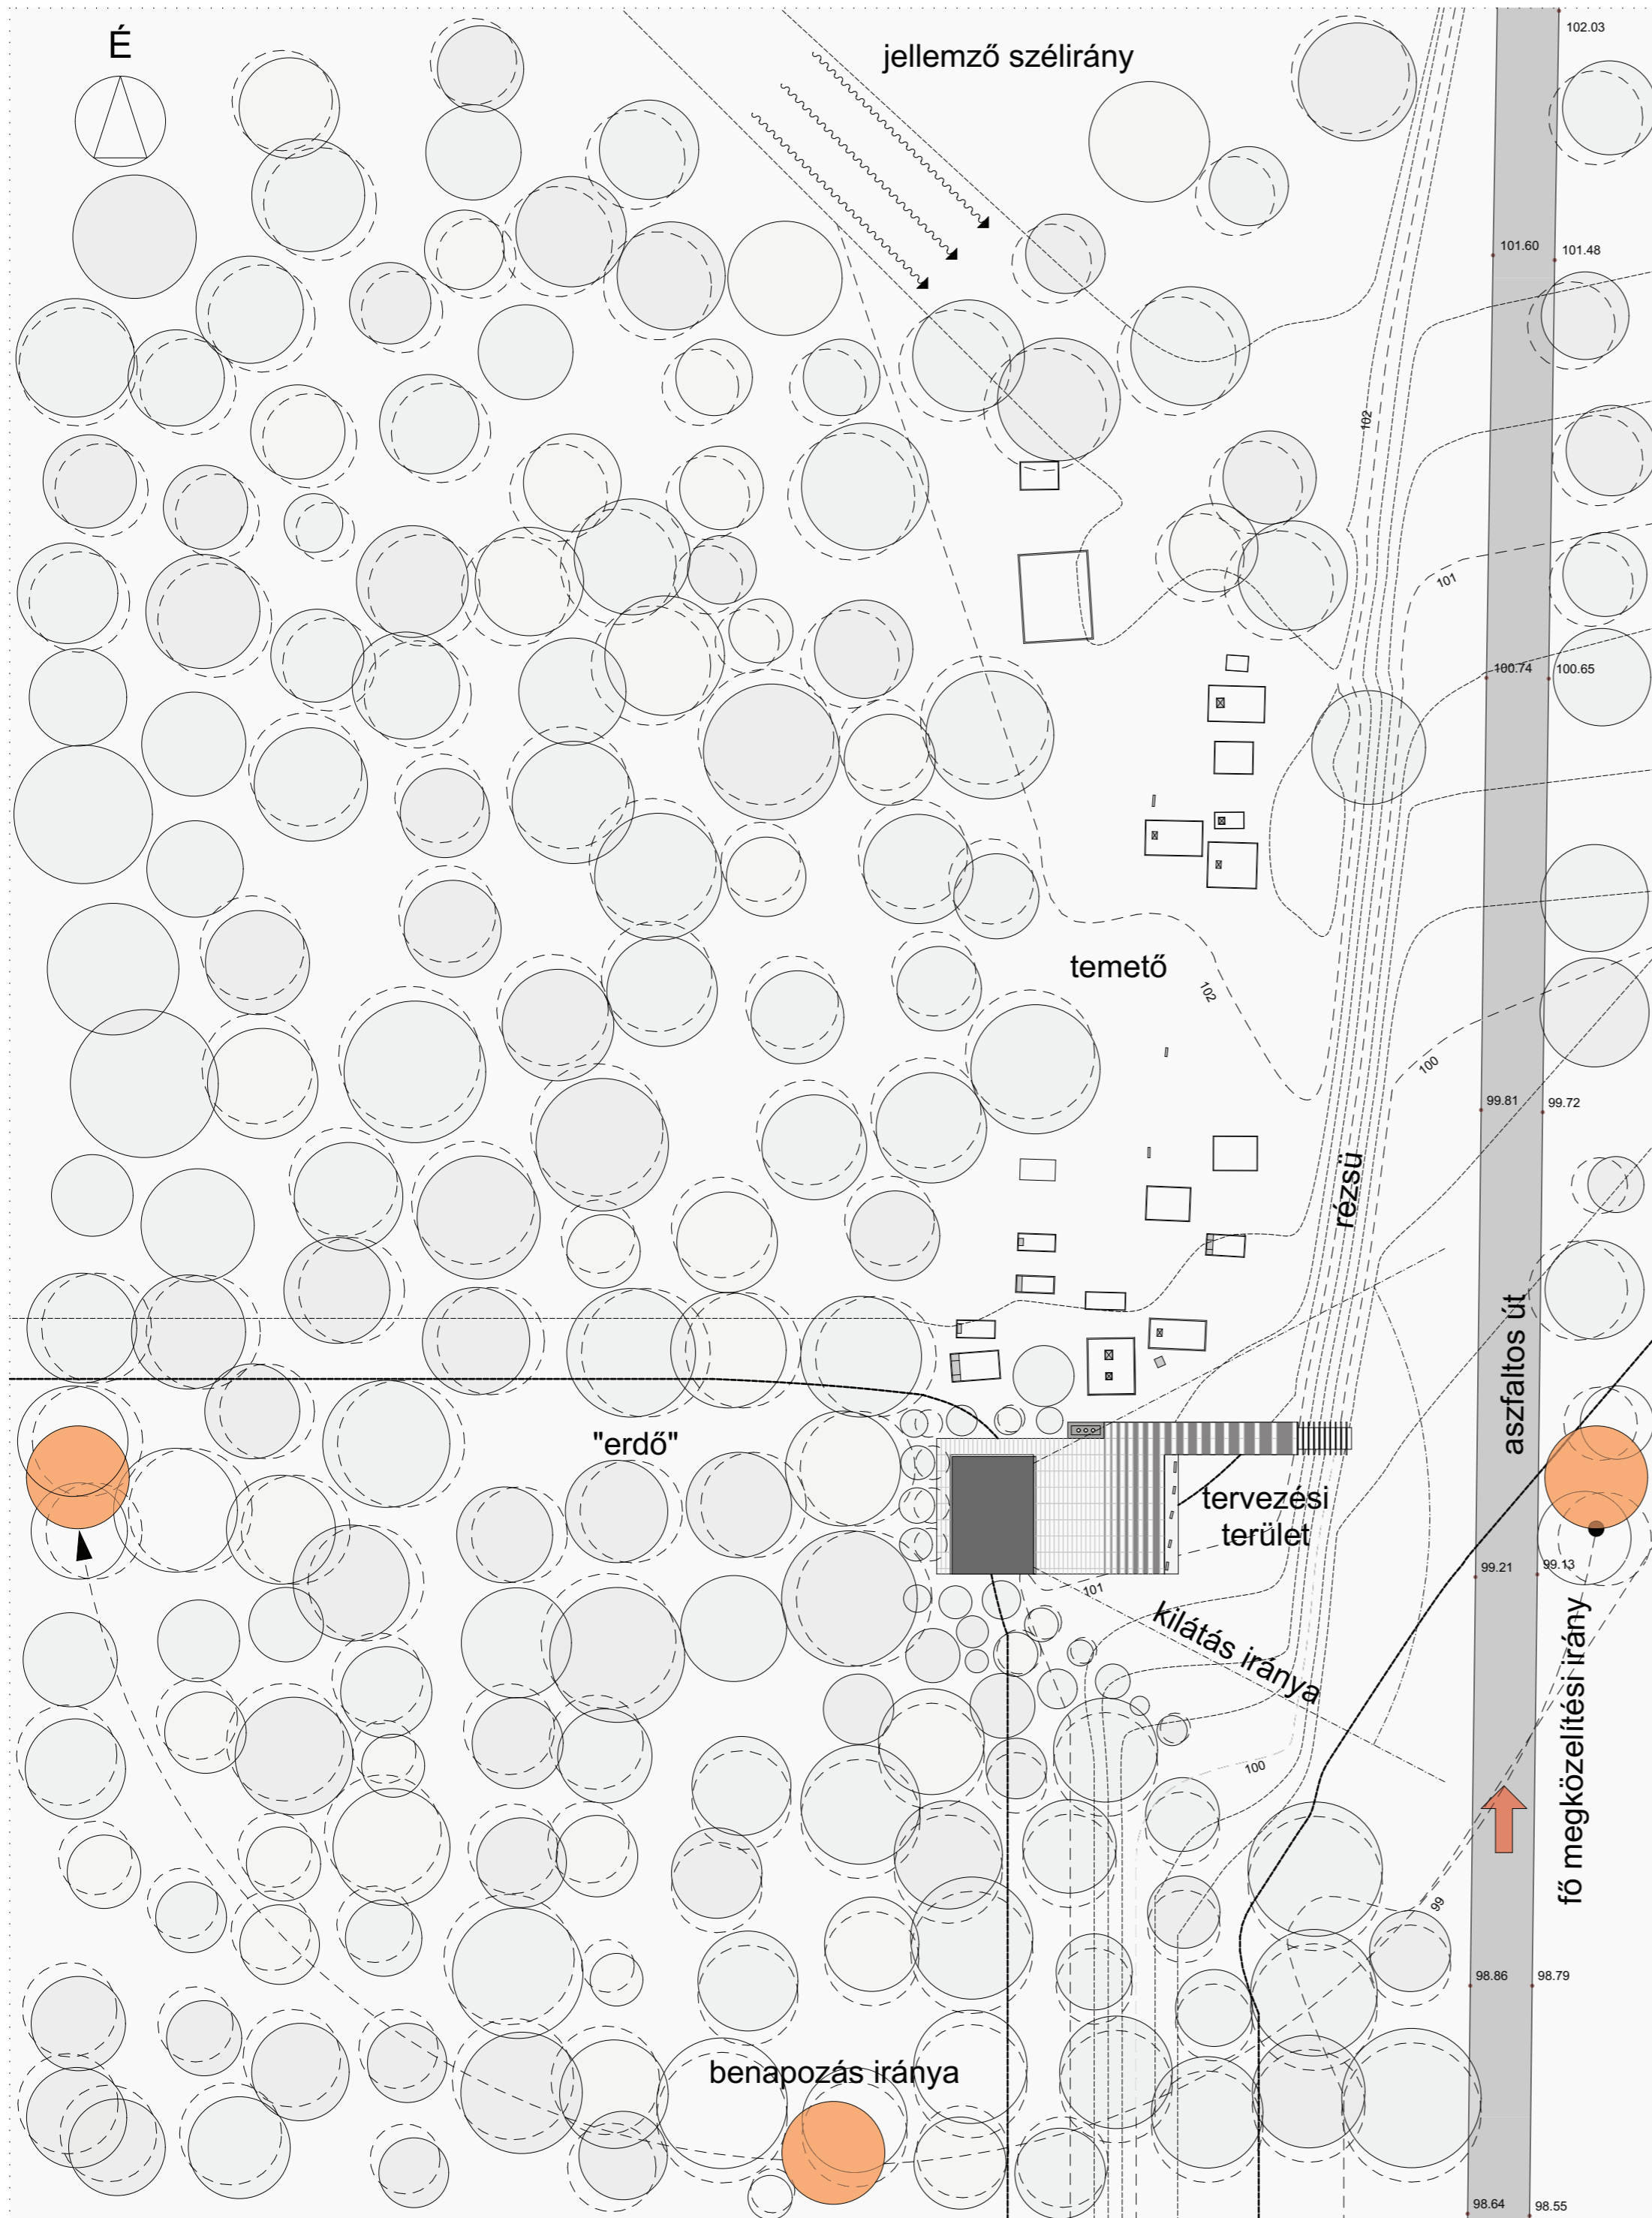 É
jellemző szélirány
102.03
101.60
101.48
102
101
100.74
100.65
temető
102
100
99.81
99.72
rézsü
aszfaltos út
"erdő"
tervezési
terület
99.21
99.13
101
kilátás iránya
fő megközelítési irány
100
99
98.86
98.79
benapozás iránya
98.64
98.55